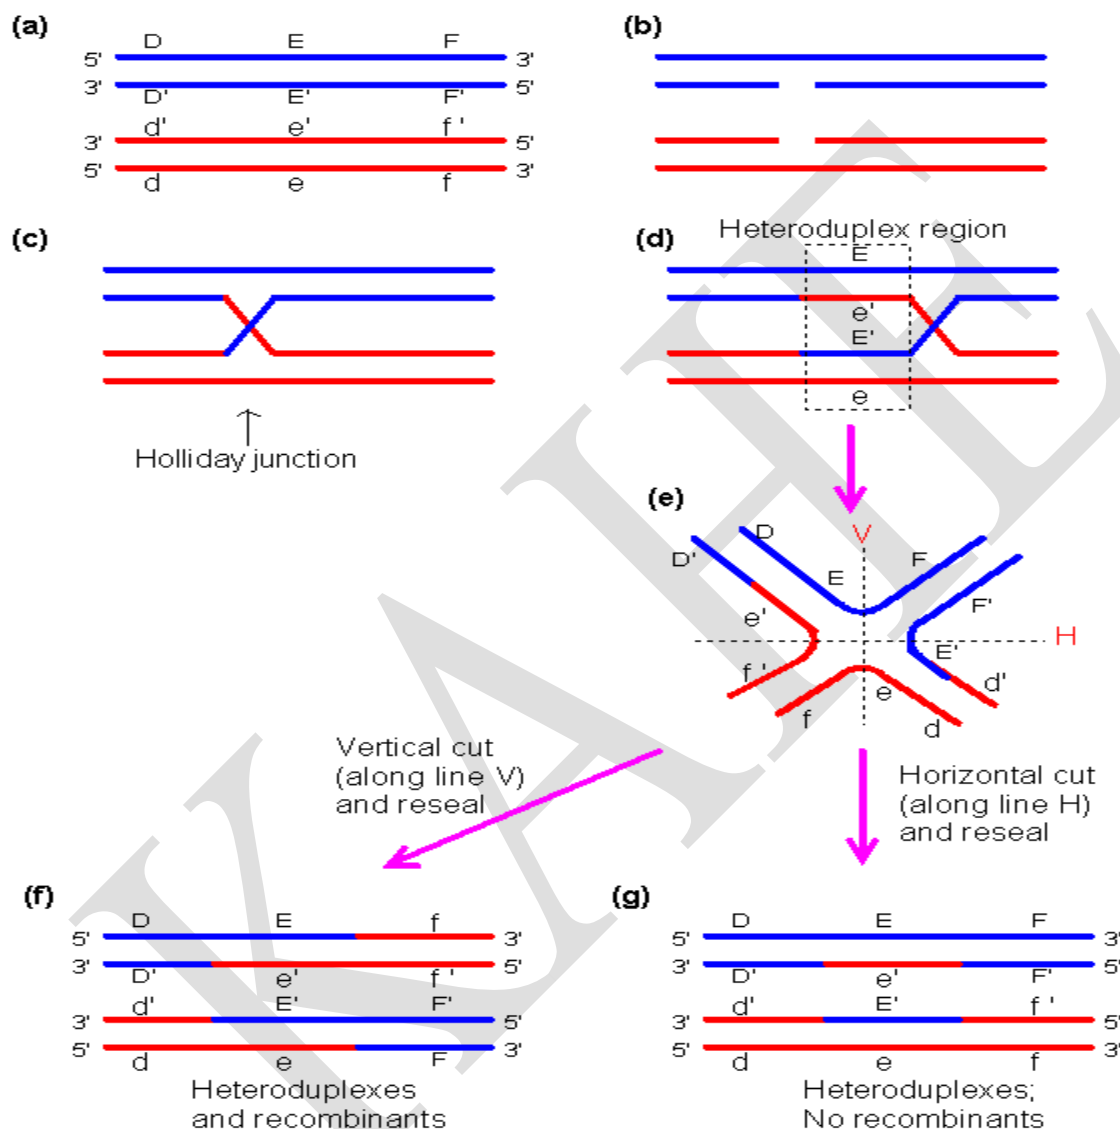 (a)
D E F
5' 3'
3' 5'
D' E' F'
d' e' f '
3' 5'
5' 3'
d e f
(b)
(c)
Holliday junction
(d)
Heteroduplex region
E
e'
E'
e
(e)
V
D
D'
E
F
F'
e'
H
E'
f '
d'
e
f
d
Vertical cut
(along line V)
and reseal
Horizontal cut
(along line H)
and reseal
(f)
D E f
5' 3'
3' 5'
D' e' f '
d' E' F'
3' 5'
5' 3'
d e F
Heteroduplexes
and recombinants
(g)
D E F
5' 3'
3' 5'
D' e' F'
d' E' f '
3' 5'
5' 3'
d e f
Heteroduplexes;
No recombinants
KAHE